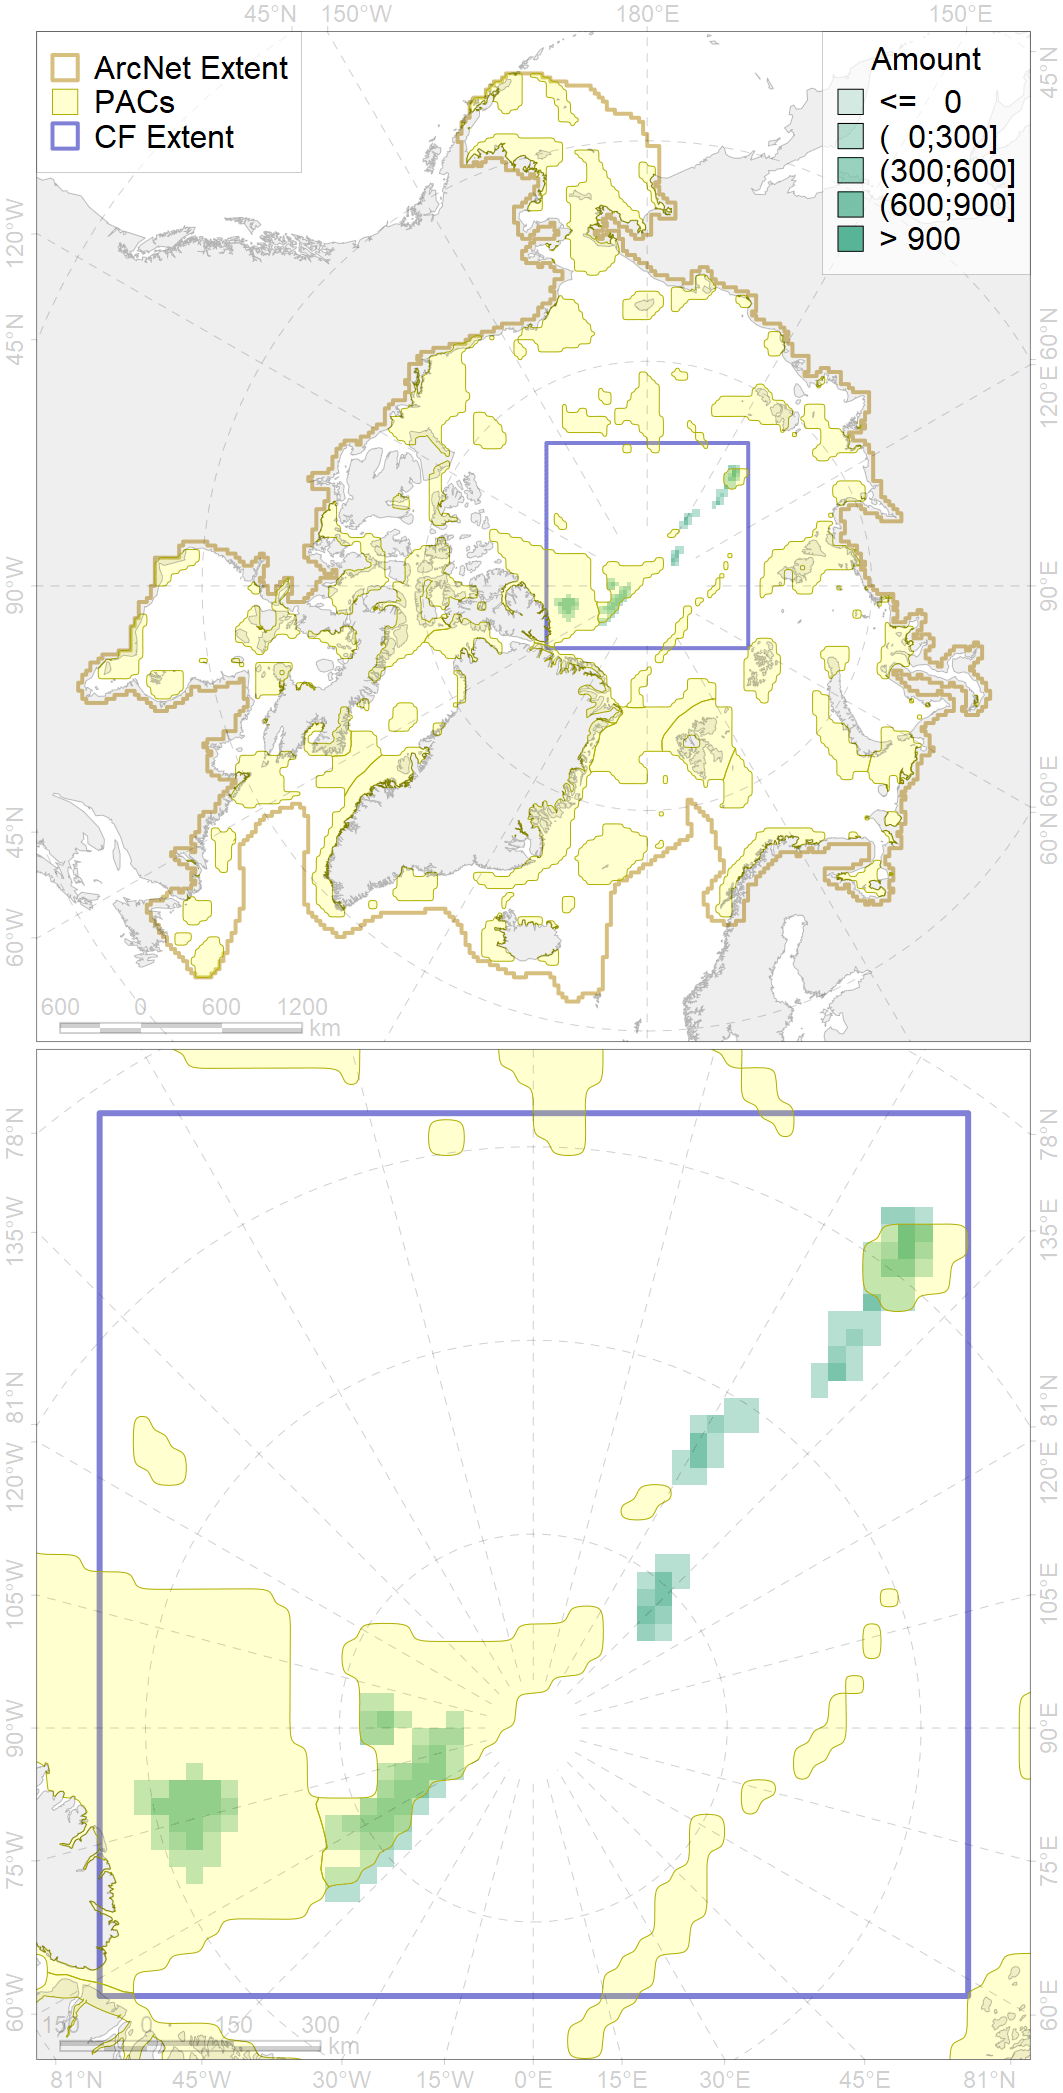 45°N 150°W 180°E 150°E
ArcNet Extent
PACs
CF Extent
Amount
<= 0
( 0;300]
(300;600]
(600;900]
> 900
120°W
45°N
90°W
45°N
60°W
45°N
60°N
120°E
90°E
60°E
60°N
600 0 600 1200
km
78°N
135°W
81°N
120°W
105°W
90°W
75°W
60°W
78°N
135°E
81°N
120°E
105°E
90°E
75°E
60°E
150 0 150 300
km
81°N 45°W 30°W 15°W 0°E 15°E 30°E 45°E 81°N